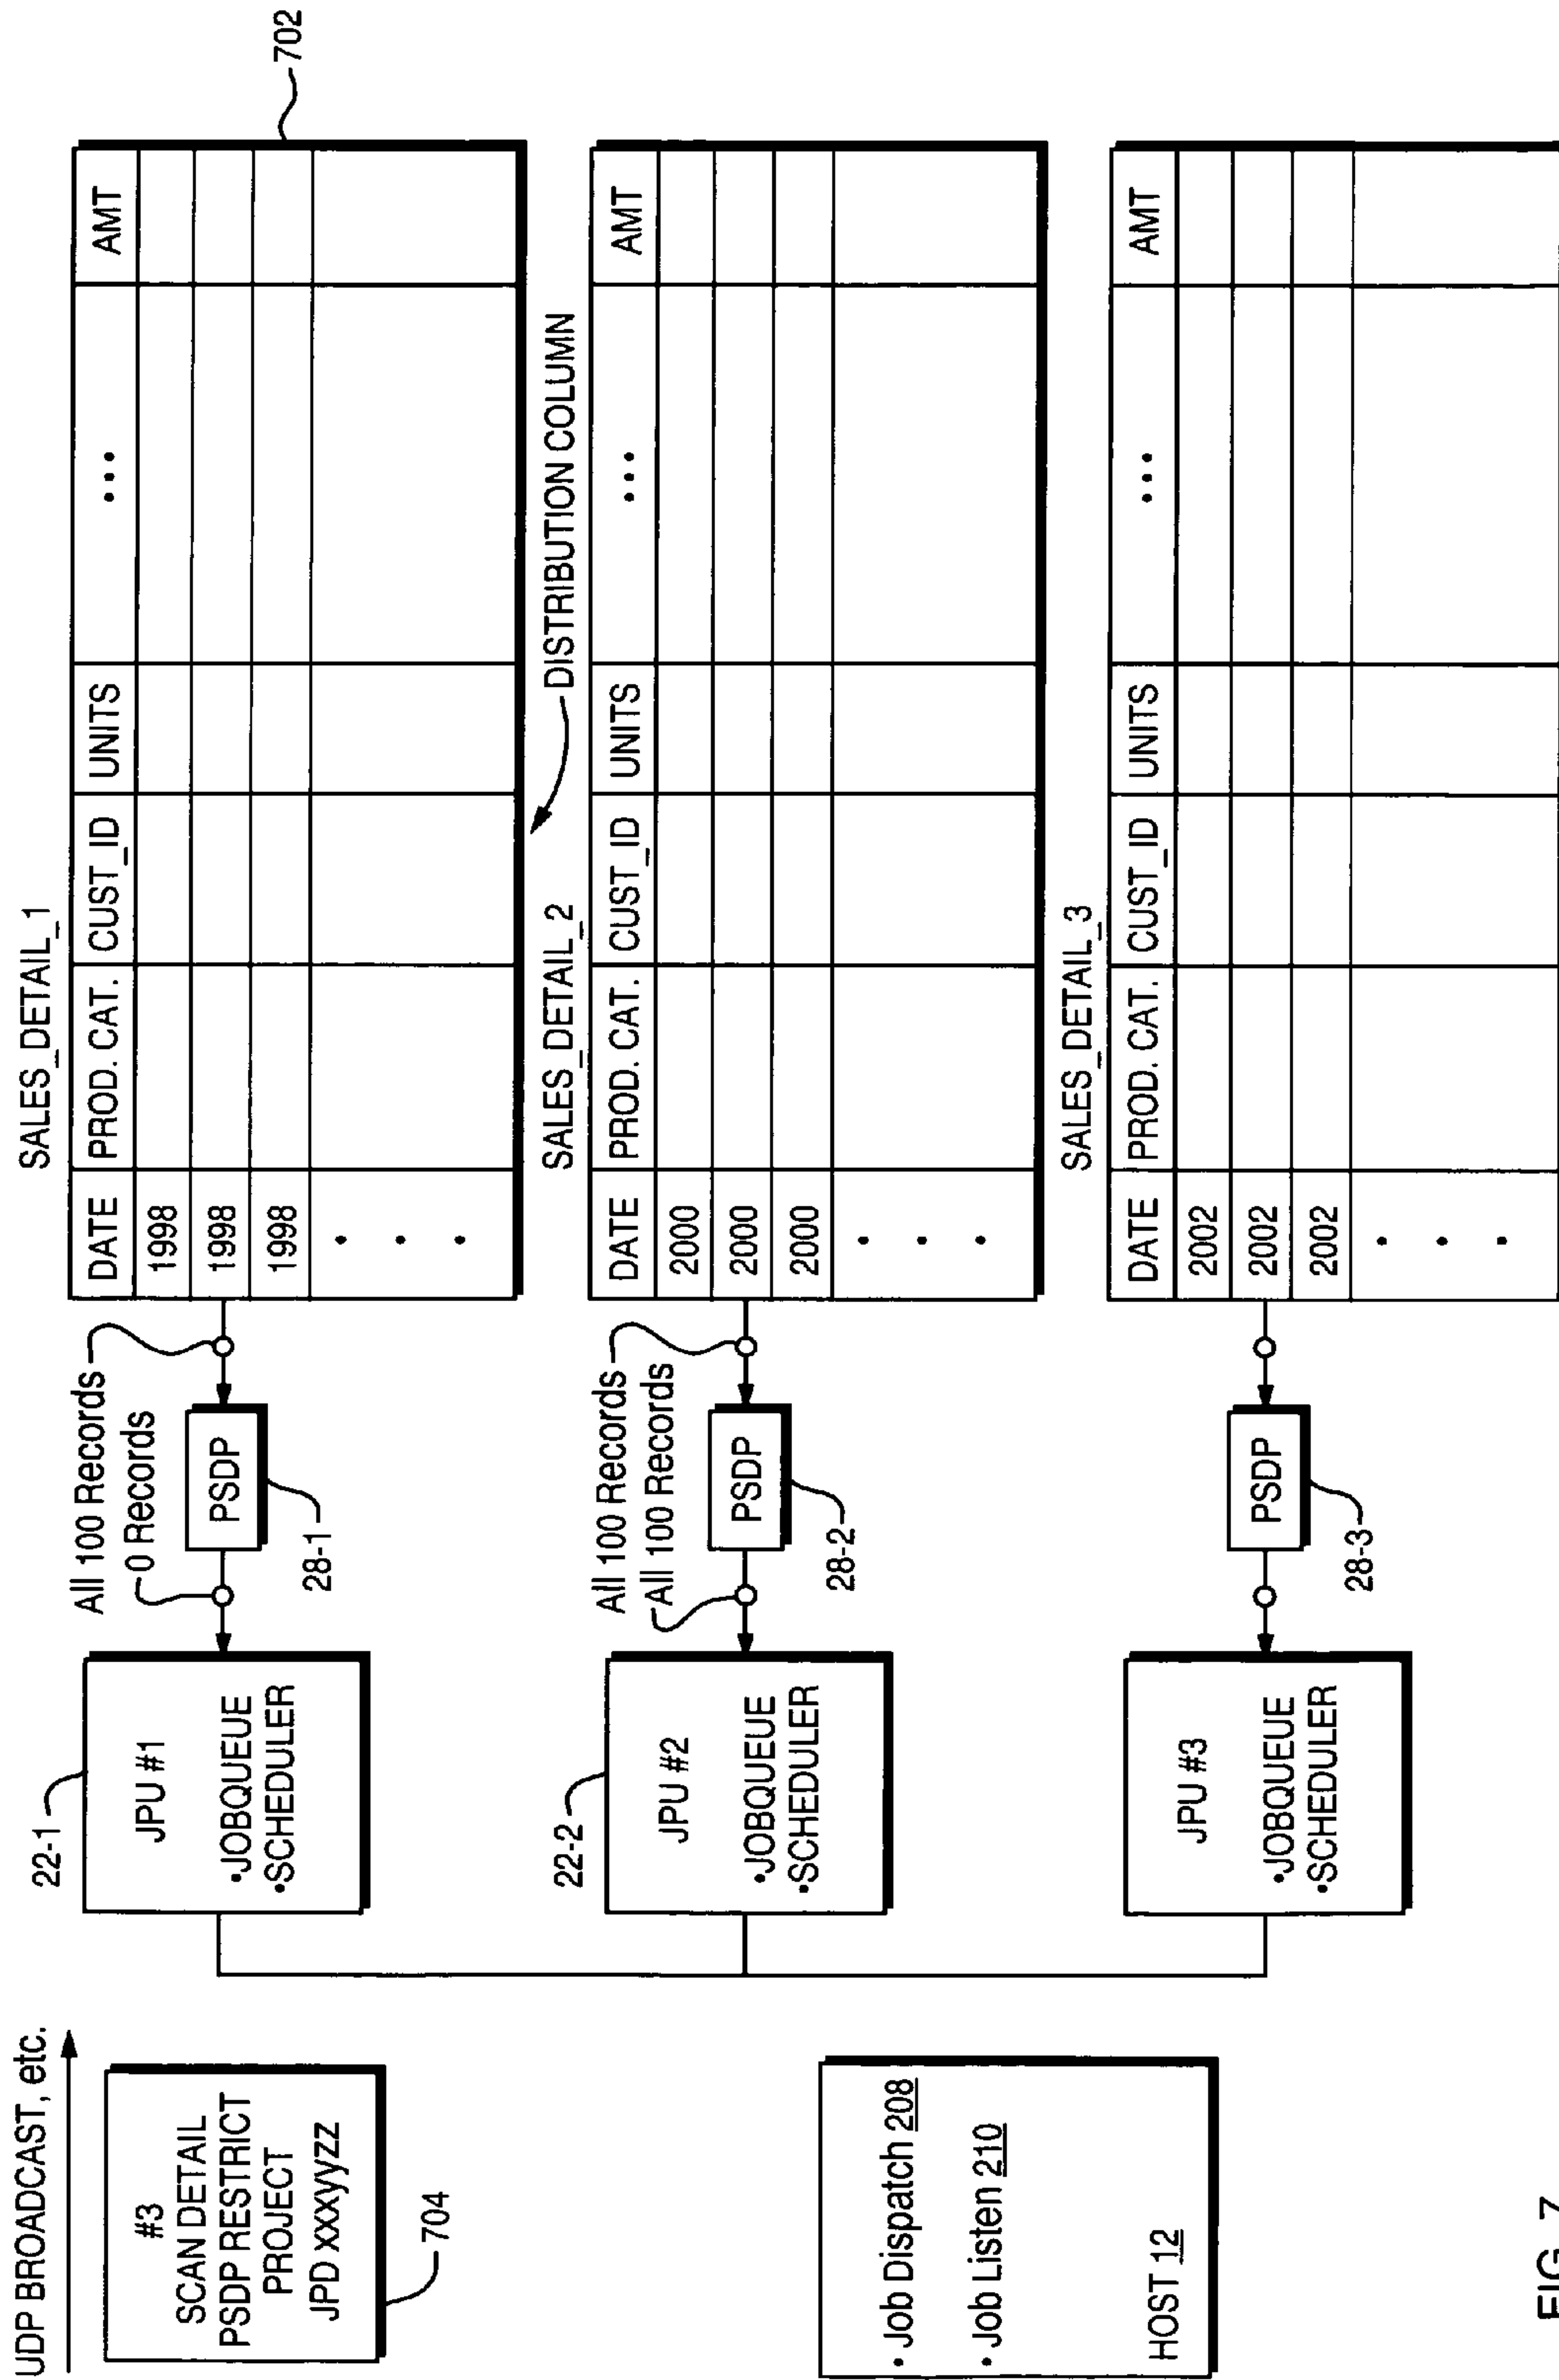 UDP BROADCAST, etc.
#3
SCAN DETAIL
PSDP RESTRICT
PROJECT
JPD xxxyyzz
704
• Job Dispatch 208
• Job Listen 210
HOST 12
22-1
JPU #1
•JOBQUEUE
•SCHEDULER
All 100 Records
0 Records
PSDP
28-1
SALES_DETAIL_1
DATE PROD. CAT. CUST_ID UNITS ... AMT
1998
1998
1998
702
DISTRIBUTION COLUMN
22-2
JPU #2
•JOBQUEUE
•SCHEDULER
All 100 Records
All 100 Records
PSDP
28-2
SALES_DETAIL_2
DATE PROD. CAT. CUST_ID UNITS ... AMT
2000
2000
2000
JPU #3
•JOBQUEUE
•SCHEDULER
PSDP
28-3
SALES_DETAIL_3
DATE PROD. CAT. CUST_ID UNITS ... AMT
2002
2002
2002
FIG. 7